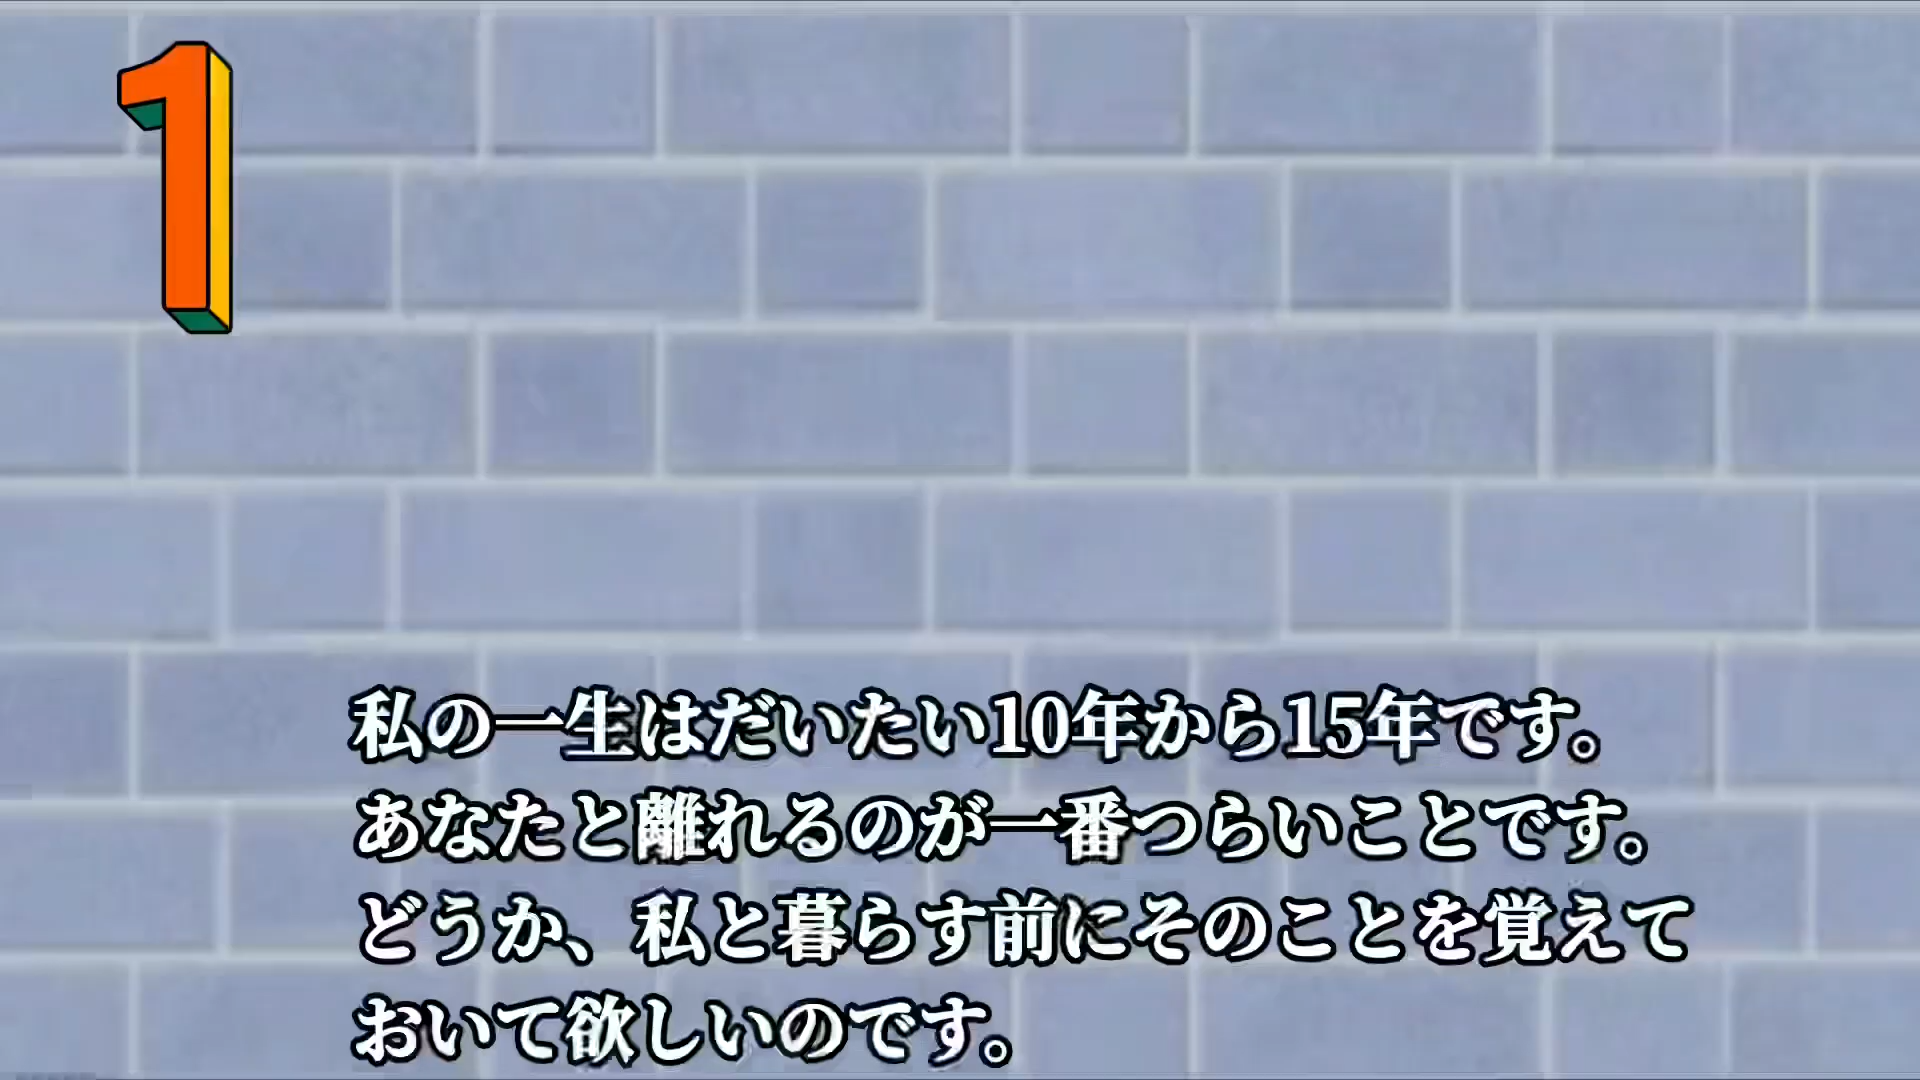 1
私の一生はだいたい10年から15年です。
あなたと離れるのが一番つらいことです。
どうか、私と暮らす前にそのことを覚えて
おいて欲しいのです。